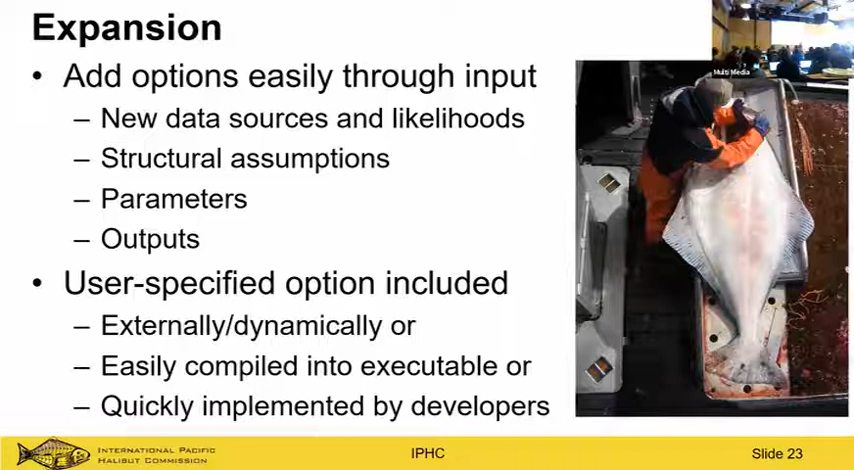 Expansion
• Add options easily through input
– New data sources and likelihoods
– Structural assumptions
– Parameters
– Outputs
• User-specified option included
– Externally/dynamically or
– Easily compiled into executable or
– Quickly implemented by developers
Multi Media
INTERNATIONAL PACIFIC
HALIBUT COMMISSION
IPHC
Slide 23